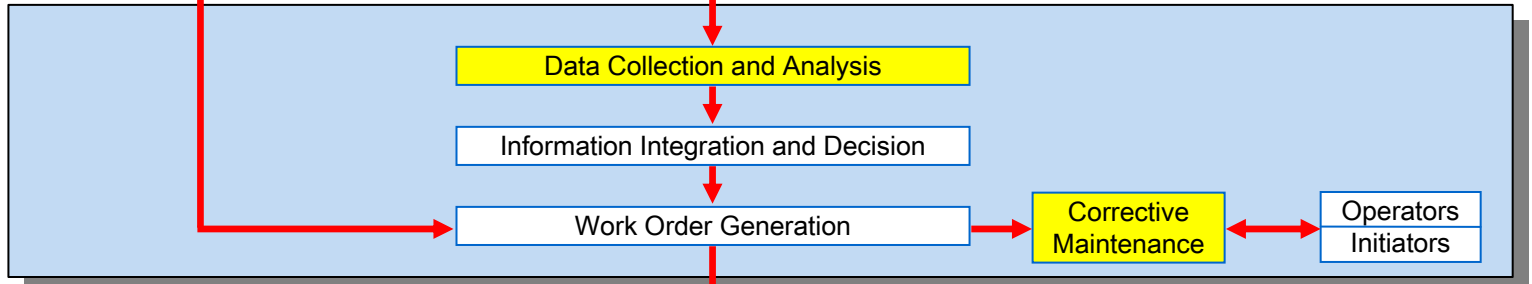 Data Collection and Analysis
Information Integration and Decision
Work Order Generation
Corrective
Maintenance
Operators
Initiators